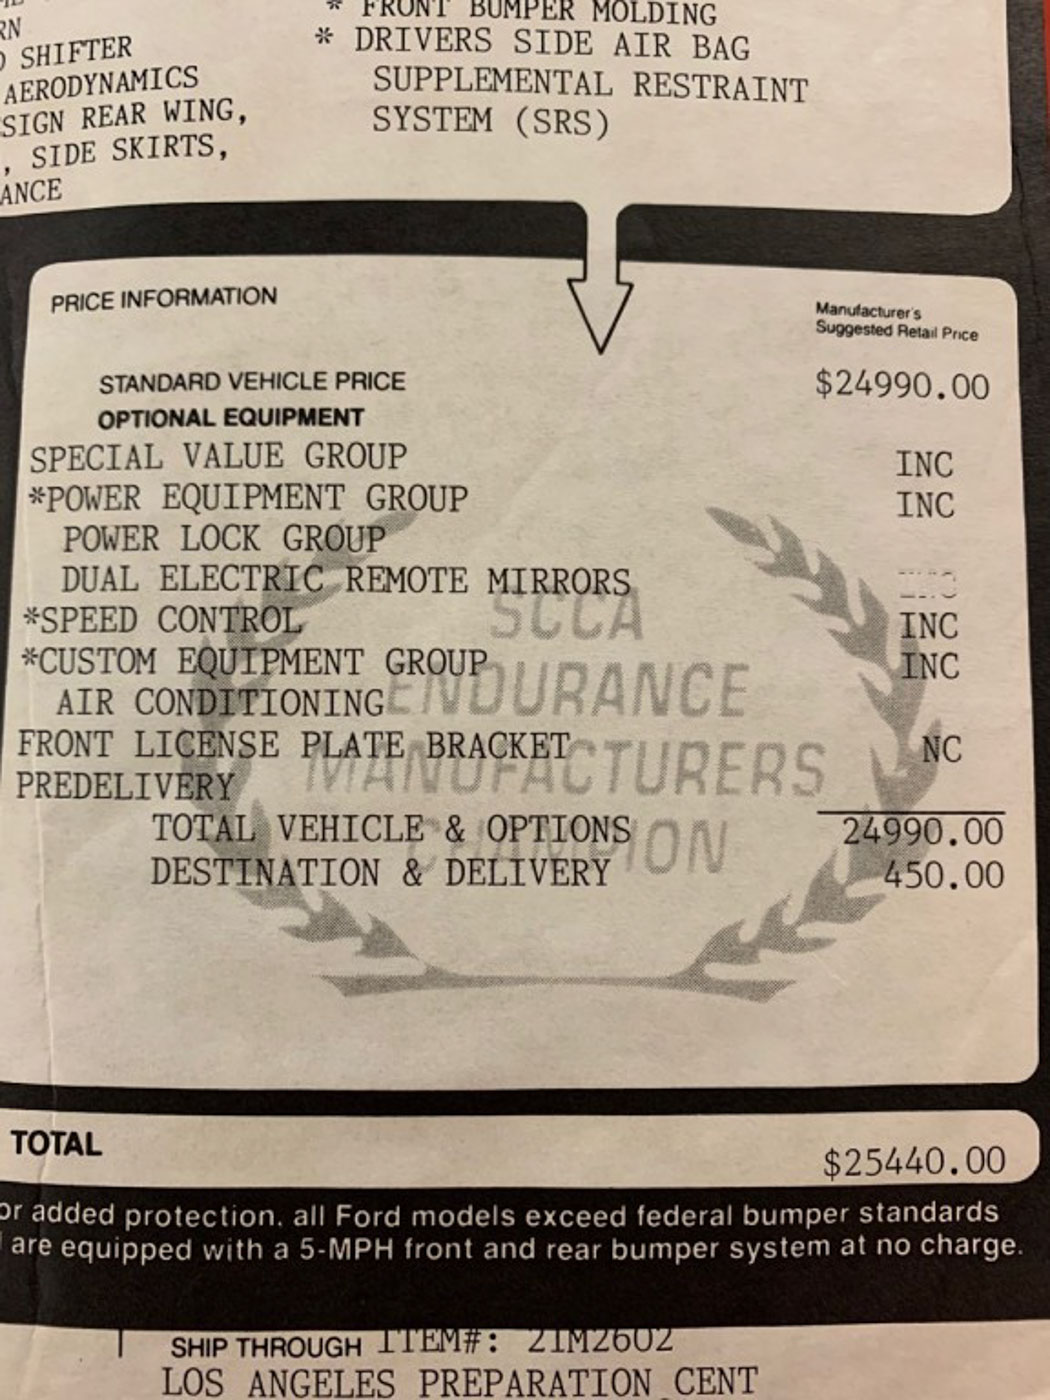 RN
SHIFTER
AERODYNAMICS
SIGN REAR WING,
, SIDE SKIRTS,
ANCE
* FRONT BUMPER MOLDING
* DRIVERS SIDE AIR BAG
SUPPLEMENTAL RESTRAINT
SYSTEM (SRS)
PRICE INFORMATION
Manufacturer's
Suggested Retail Price
STANDARD VEHICLE PRICE $24990.00
OPTIONAL EQUIPMENT
SPECIAL VALUE GROUP INC
*POWER EQUIPMENT GROUP INC
POWER LOCK GROUP
DUAL ELECTRIC REMOTE MIRRORS
*SPEED CONTROL INC
*CUSTOM EQUIPMENT GROUP INC
AIR CONDITIONING
FRONT LICENSE PLATE BRACKET NC
PREDELIVERY
TOTAL VEHICLE & OPTIONS 24990.00
DESTINATION & DELIVERY 450.00
SCCA
ENDURANCE
MANUFACTURERS
CHAMPION
TOTAL $25440.00
or added protection, all Ford models exceed federal bumper standards
are equipped with a 5-MPH front and rear bumper system at no charge.
SHIP THROUGH ITEM#: 21M2602
LOS ANGELES PREPARATION CENT